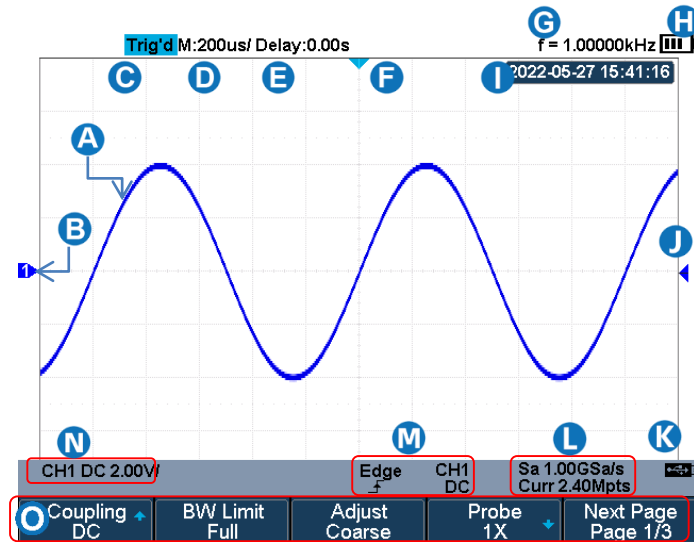 G
H
Trig'd M:200us/ Delay:0.00s
f = 1.00000kHz
C
D
E
F
I
2022-05-27 15:41:16
A
B
J
1
N
M
L
K
CH1 DC 2.00V/
Edge CH1
DC
Sa 1.00GSa/s
Curr 2.40Mpts
O
Coupling
DC
BW Limit
Full
Adjust
Coarse
Probe
1X
Next Page
Page 1/3